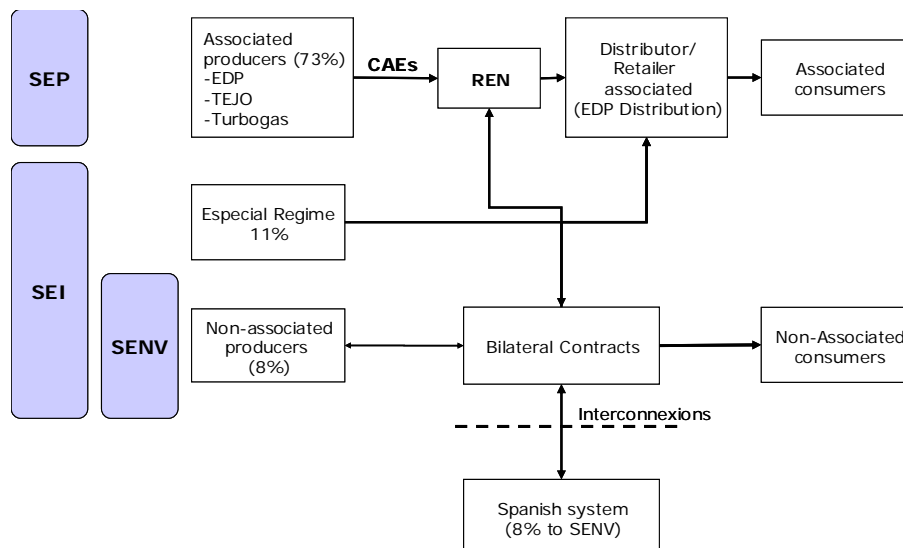 SEP
Associated
producers (73%)
-EDP
-TEJO
-Turbogas
CAEs
REN
Distributor/
Retailer
associated
(EDP Distribution)
Associated
consumers
SEI
Especial Regime
11%
SENV
Non-associated
producers
(8%)
Bilateral Contracts
Non-Associated
consumers
Interconnexions
Spanish system
(8% to SENV)